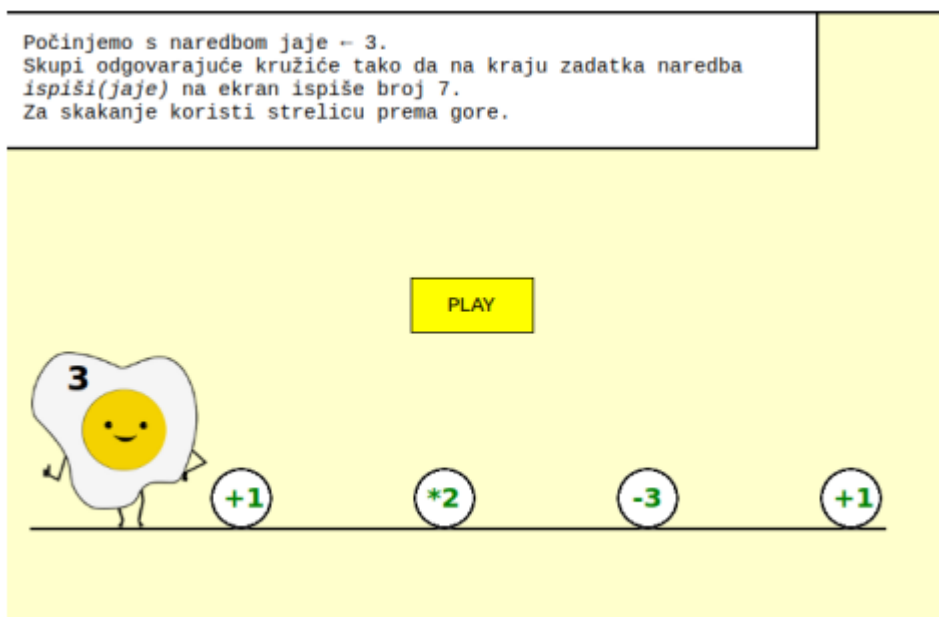 Počinjemo s naredbom jaje ← 3.
Skupi odgovarajuće kružiće tako da na kraju zadatka naredba
ispiši(jaje) na ekran ispiše broj 7.
Za skakanje koristi strelicu prema gore.
PLAY
3
+1 *2 -3 +1